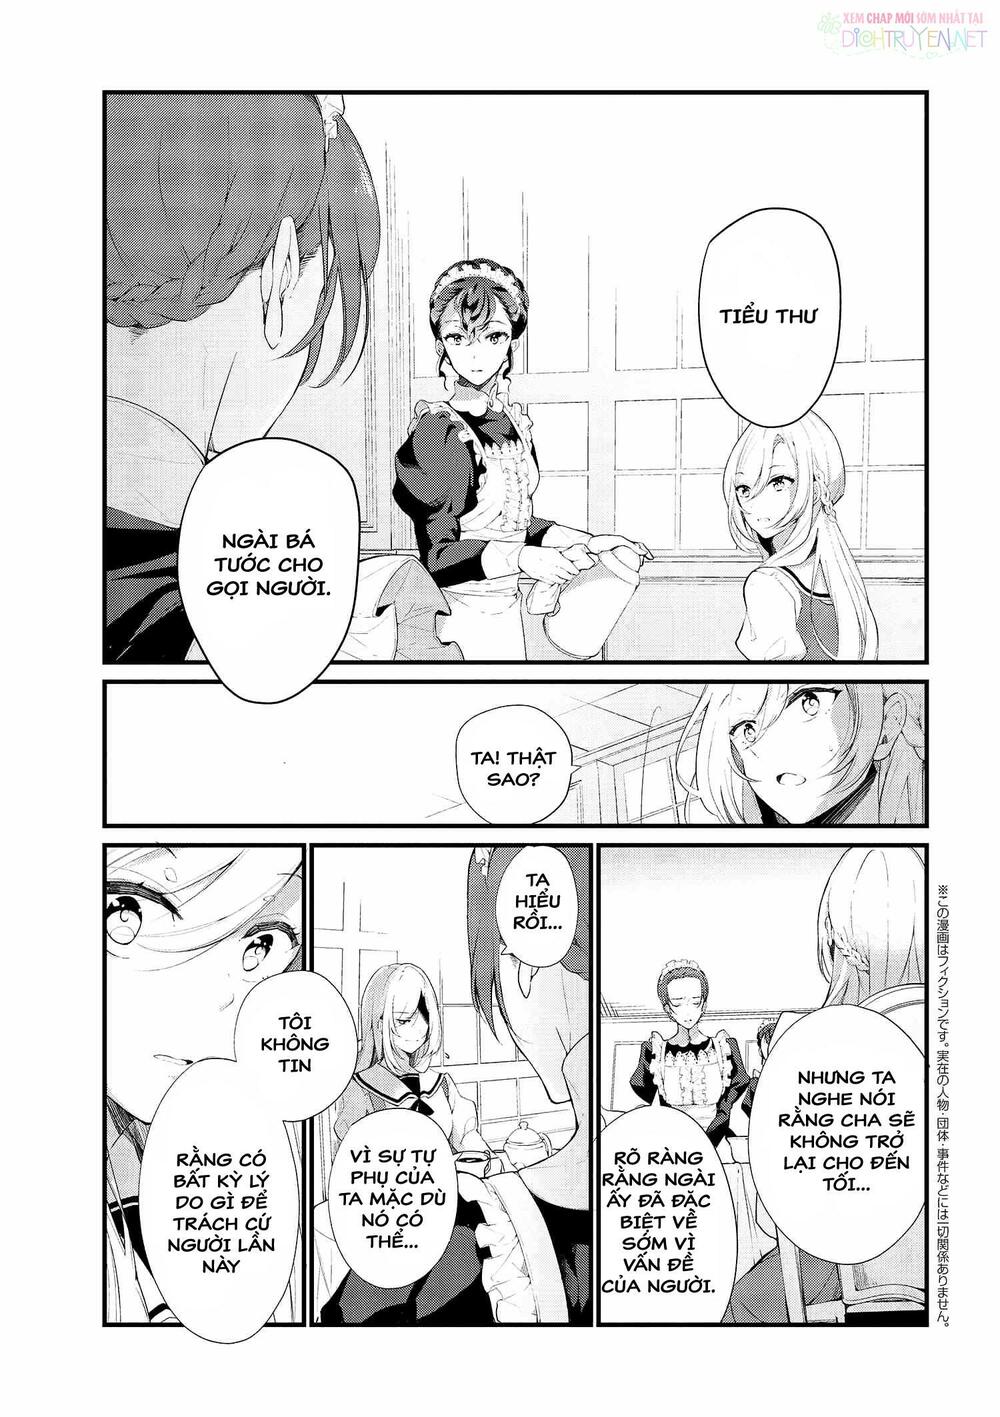 XEM CHAP MỚI SỚM NHẤT TẠI
DICHTRUYEN.NET
TIỂU THƯ
NGÀI BÁ
TƯỚC CHO
GỌI NGƯỜI.
TA! THẬT
SAO?
NHƯNG TA
NGHE NÓI
RẰNG CHA SẼ
KHÔNG TRỞ
LẠI CHO ĐẾN
TỐI...
RÕ RÀNG
RẰNG NGÀI
ẤY ĐÃ ĐẶC
BIỆT VỀ
SỚM VÌ
VẤN ĐỀ
CỦA NGƯỜI.
TA
HIỂU
RỒI...
VÌ SỰ TỰ
PHỤ CỦA
TA MẶC DÙ
NÓ CÓ
THỂ...
TÔI
KHÔNG
TIN
RẰNG CÓ
BẤT KỲ LÝ
DO GÌ ĐỂ
TRÁCH CỨ
NGƯỜI LẦN
NÀY
※この漫画はフィクションです。実在の人物・団体・事件などには一切関係ありません。